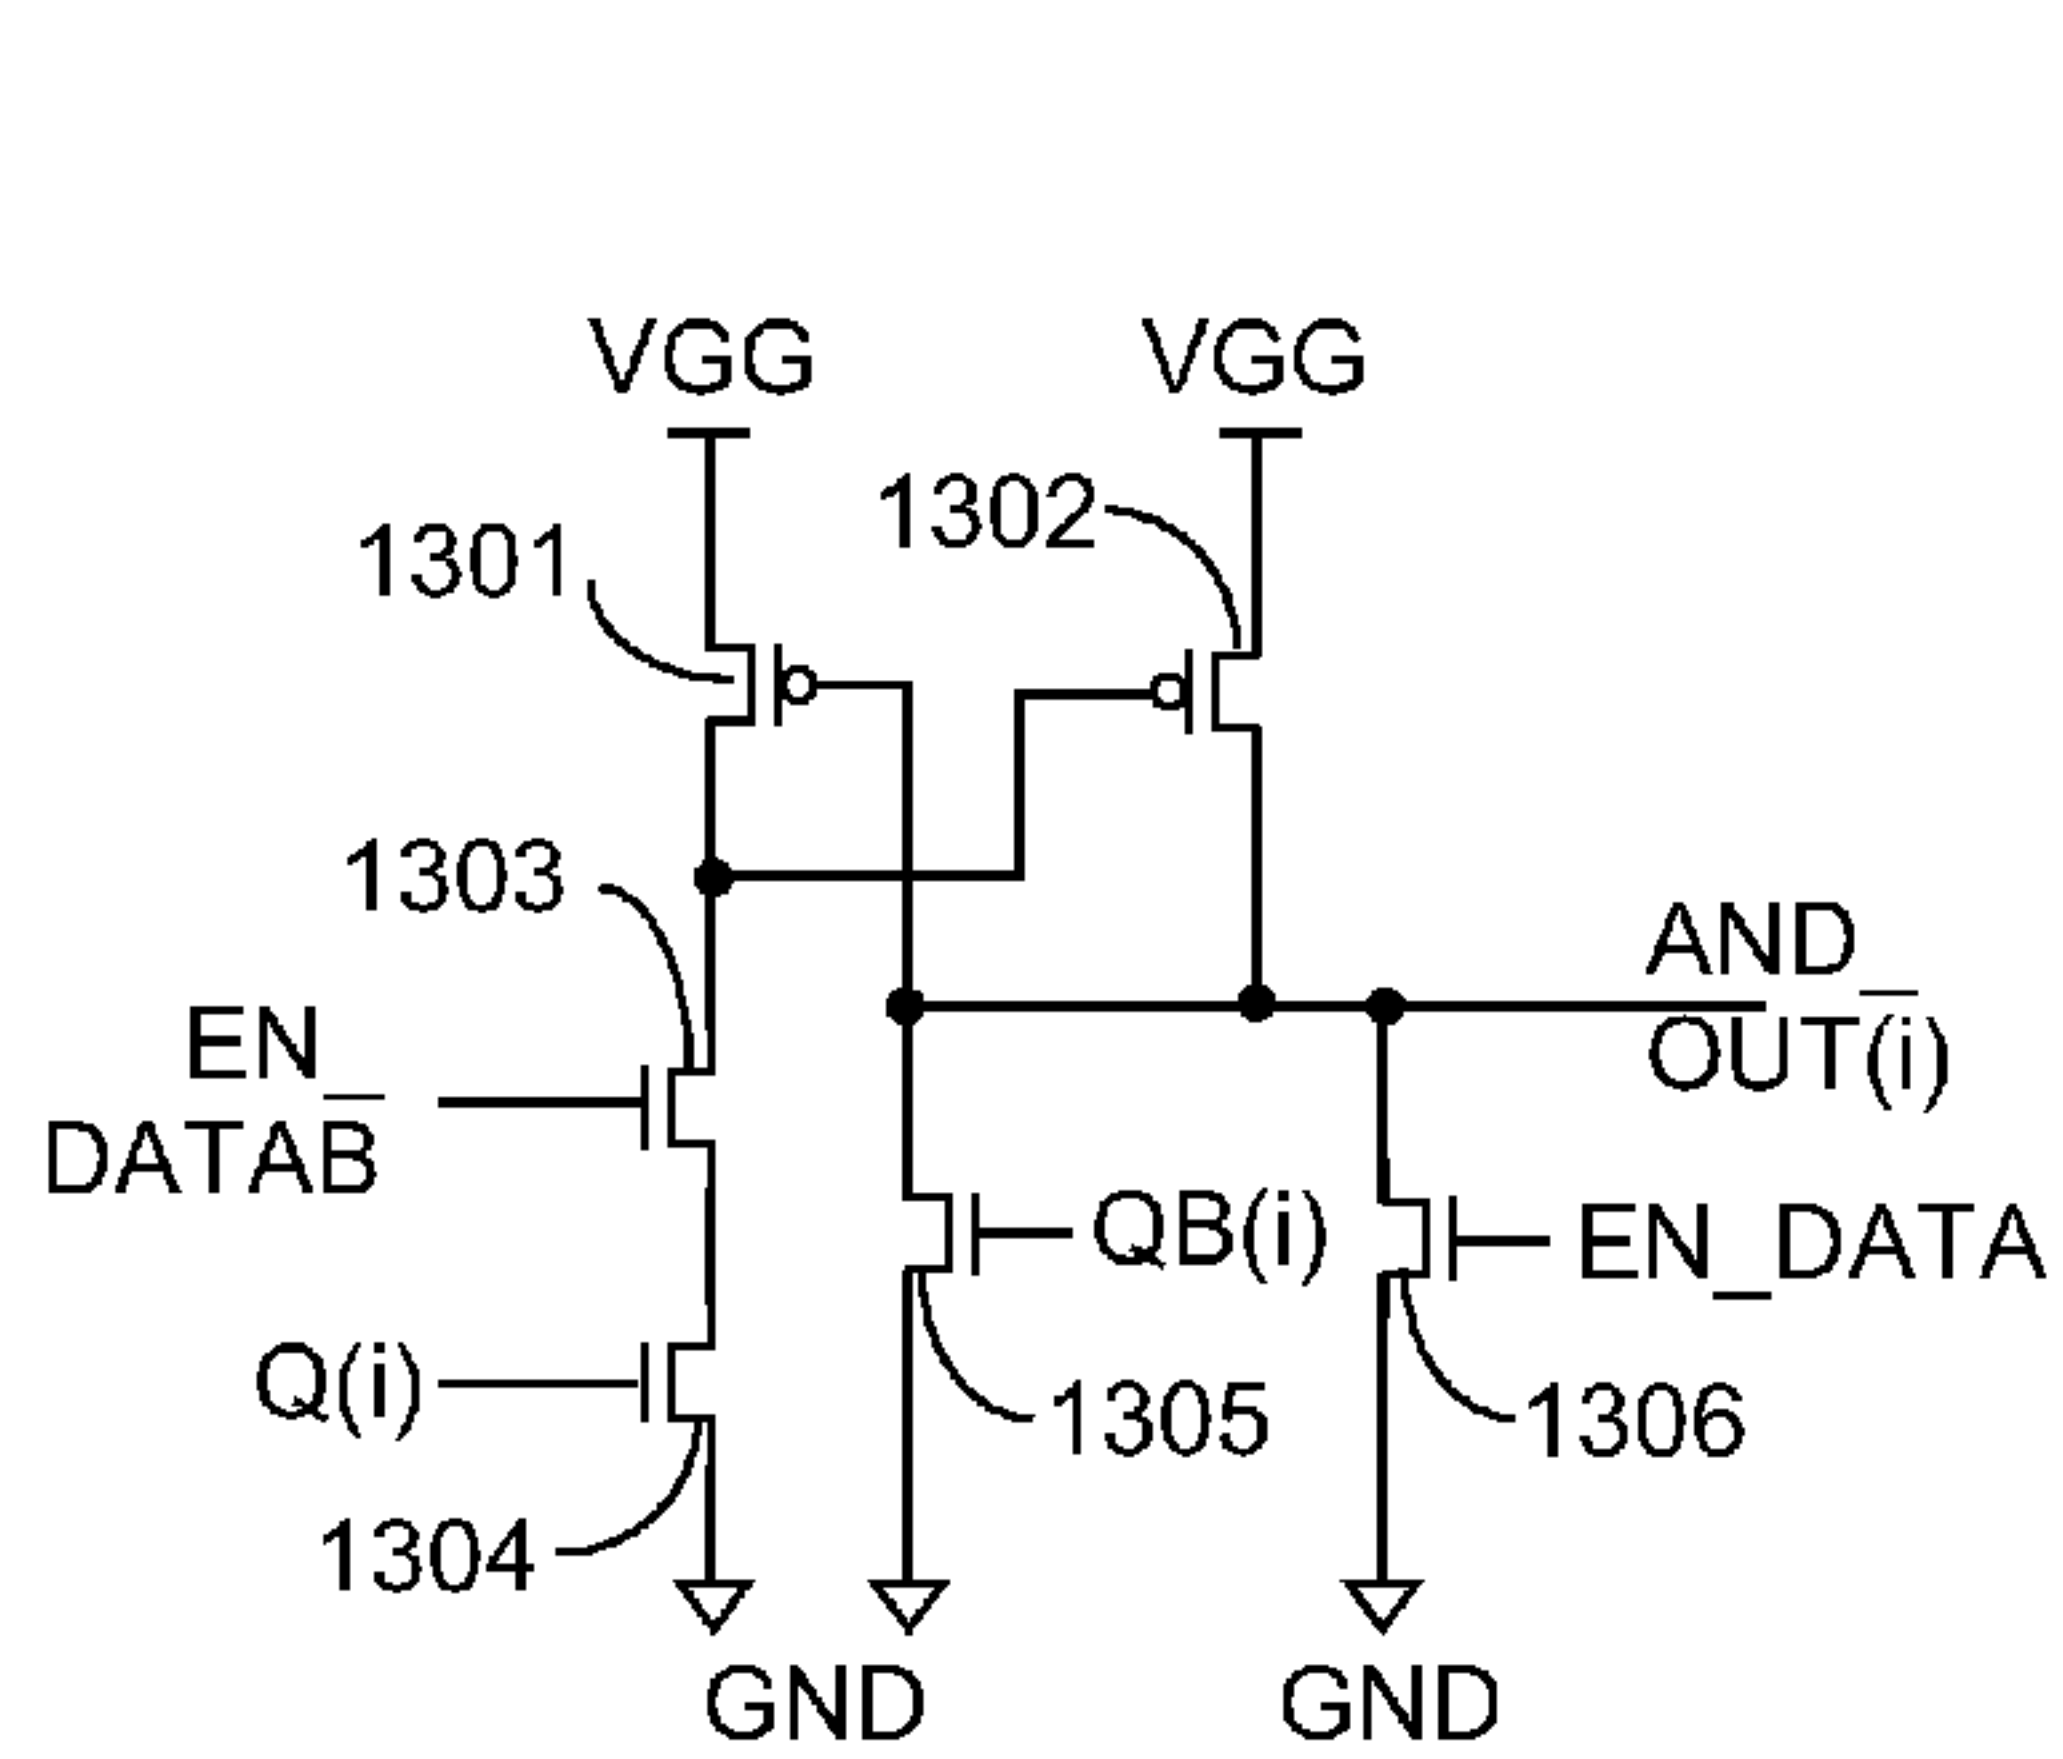 VGG
VGG
1302
1301
1303
AND_
OUT(i)
EN_
DATAB
QB(i)
EN_DATA
Q(i)
1305
1306
1304
GND
GND